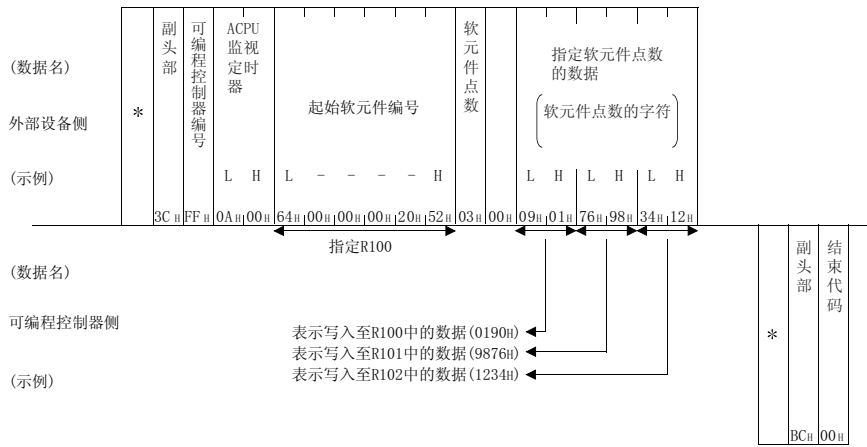 (数据名)
外部设备侧
(示例)
*
副头部
可编程控制器编号
ACPU
监视
定时
器
起始软元件编号
软元件点数
指定软元件点数
的数据
软元件点数的字符
L H L - - - - H L H L H L H
3CH FFH 0AH 00H 64H 00H 00H 00H 20H 52H 03H 00H 09H 01H 76H 98H 34H 12H
指定R100
(数据名)
可编程控制器侧
(示例)
表示写入至R100中的数据(0190H)
表示写入至R101中的数据(9876H)
表示写入至R102中的数据(1234H)
*
副头部
结束代码
BCH 00H